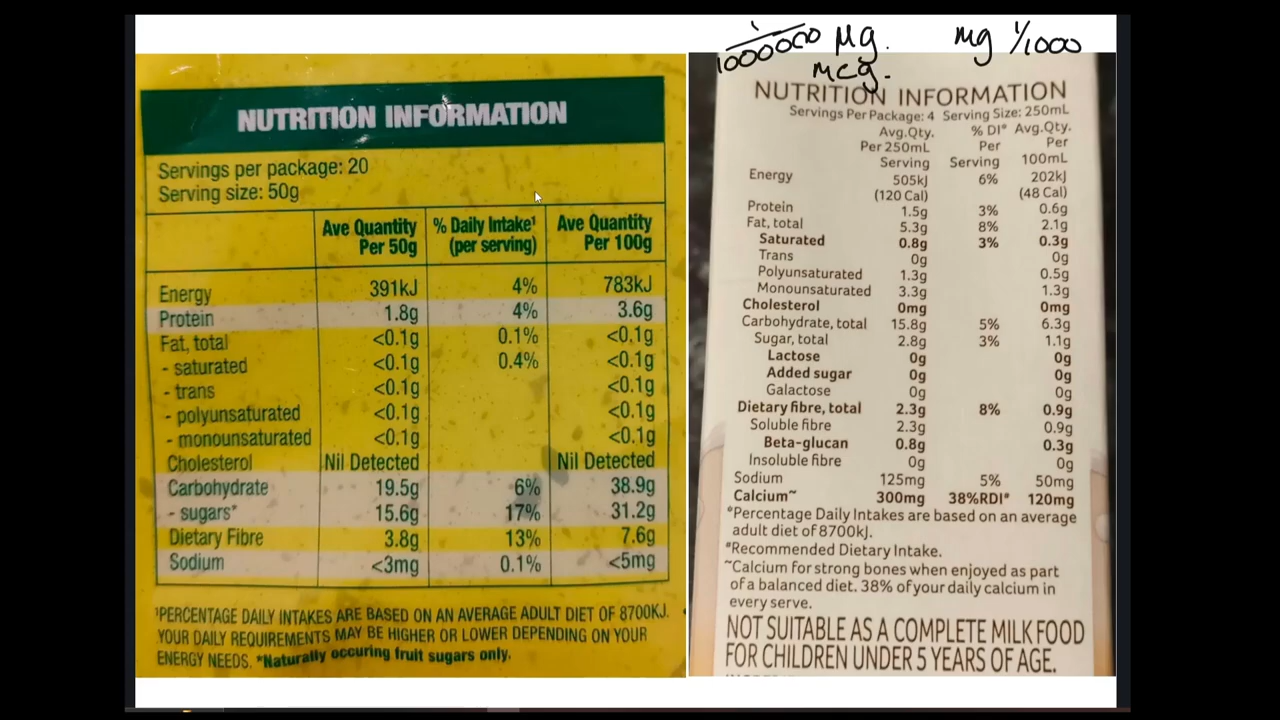 NUTRITION INFORMATION
Servings per package: 20
Serving size: 50g
Ave Quantity Per 50g % Daily Intake¹ (per serving) Ave Quantity Per 100g
Energy 391kJ 4% 783kJ
Protein 1.8g 4% 3.6g
Fat, total <0.1g 0.1% <0.1g
- saturated <0.1g 0.4% <0.1g
- trans <0.1g <0.1g
- polyunsaturated <0.1g <0.1g
- monounsaturated <0.1g <0.1g
Cholesterol Nil Detected Nil Detected
Carbohydrate 19.5g 6% 38.9g
- sugars* 15.6g 17% 31.2g
Dietary Fibre 3.8g 13% 7.6g
Sodium <3mg 0.1% <5mg
¹PERCENTAGE DAILY INTAKES ARE BASED ON AN AVERAGE ADULT DIET OF 8700KJ.
YOUR DAILY REQUIREMENTS MAY BE HIGHER OR LOWER DEPENDING ON YOUR
ENERGY NEEDS. *Naturally occuring fruit sugars only.
1/1000000 µg. mg 1/1000
mcg.
NUTRITION INFORMATION
Servings Per Package: 4 Serving Size: 250mL
Avg.Qty. % DI* Avg.Qty.
Per 250mL Per Per
Serving Serving 100mL
Energy 505kJ 6% 202kJ
(120 Cal) (48 Cal)
Protein 1.5g 3% 0.6g
Fat, total 5.3g 8% 2.1g
Saturated 0.8g 3% 0.3g
Trans 0g 0g
Polyunsaturated 1.3g 0.5g
Monounsaturated 3.3g 1.3g
Cholesterol 0mg 0mg
Carbohydrate, total 15.8g 5% 6.3g
Sugar, total 2.8g 3% 1.1g
Lactose 0g 0g
Added sugar 0g 0g
Galactose 0g 0g
Dietary fibre, total 2.3g 8% 0.9g
Soluble fibre 2.3g 0.9g
Beta-glucan 0.8g 0.3g
Insoluble fibre 0g 0g
Sodium 125mg 5% 50mg
Calcium~ 300mg 38%RDI# 120mg
*Percentage Daily Intakes are based on an average
adult diet of 8700kJ.
#Recommended Dietary Intake.
~Calcium for strong bones when enjoyed as part
of a balanced diet. 38% of your daily calcium in
every serve.
NOT SUITABLE AS A COMPLETE MILK FOOD
FOR CHILDREN UNDER 5 YEARS OF AGE.